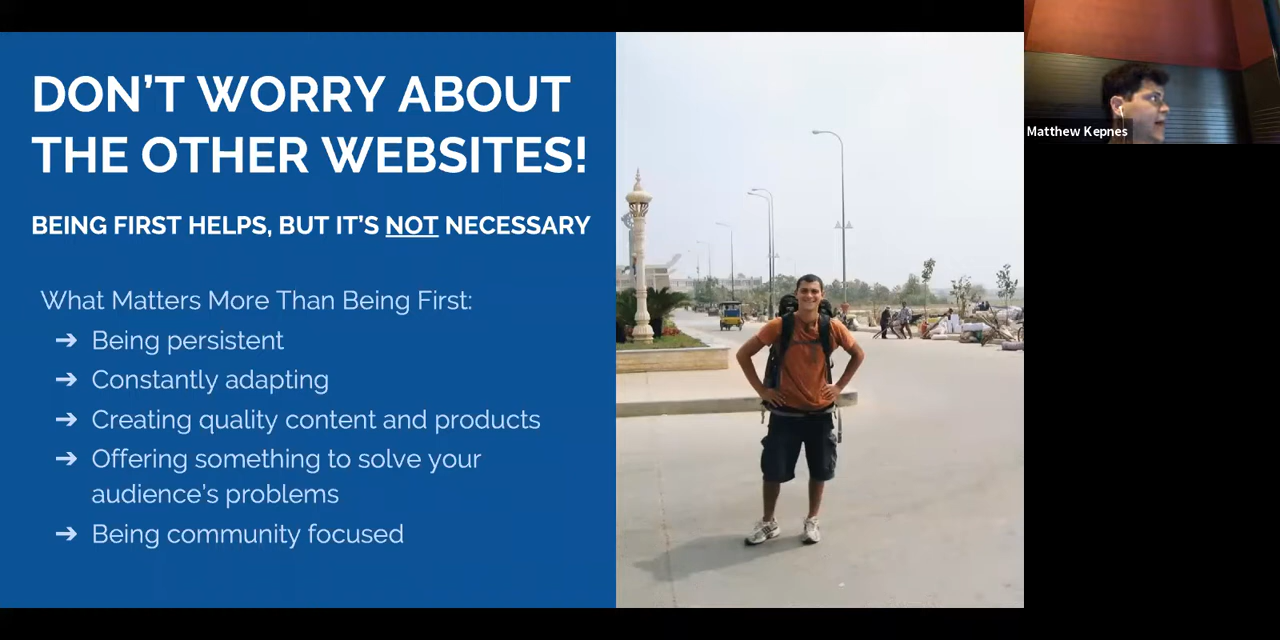 DON'T WORRY ABOUT
THE OTHER WEBSITES!
BEING FIRST HELPS, BUT IT'S NOT NECESSARY
What Matters More Than Being First:
➔ Being persistent
➔ Constantly adapting
➔ Creating quality content and products
➔ Offering something to solve your
audience's problems
➔ Being community focused
Matthew Kepnes